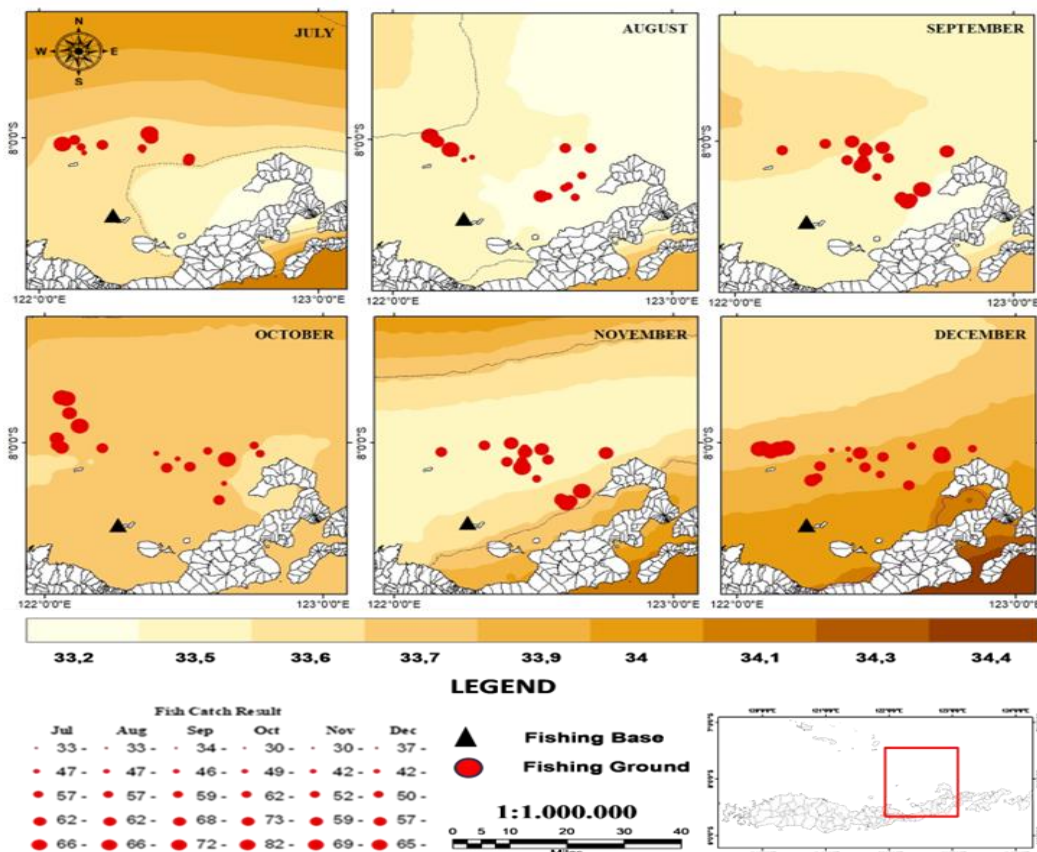 N
W E
S
JULY
AUGUST
SEPTEMBER
8°0'0"S
8°0'0"S
8°0'0"S
122°0'0"E 123°0'0"E
122°0'0"E 123°0'0"E
122°0'0"E 123°0'0"E
OCTOBER
NOVEMBER
DECEMBER
8°0'0"S
8°0'0"S
8°0'0"S
122°0'0"E 123°0'0"E
122°0'0"E 123°0'0"E
122°0'0"E 123°0'0"E
33,2 33,5 33,6 33,7 33,9 34 34,1 34,3 34,4
LEGEND
Fish Catch Result
Jul Aug Sep Oct Nov Dec
33 - 33 - 34 - 30 - 30 - 37 -
47 - 47 - 46 - 49 - 42 - 42 -
57 - 57 - 59 - 62 - 52 - 50 -
62 - 62 - 68 - 73 - 59 - 57 -
66 - 66 - 72 - 82 - 69 - 65 -
Fishing Base
Fishing Ground
1:1.000.000
0 5 10 20 30 40
Miles